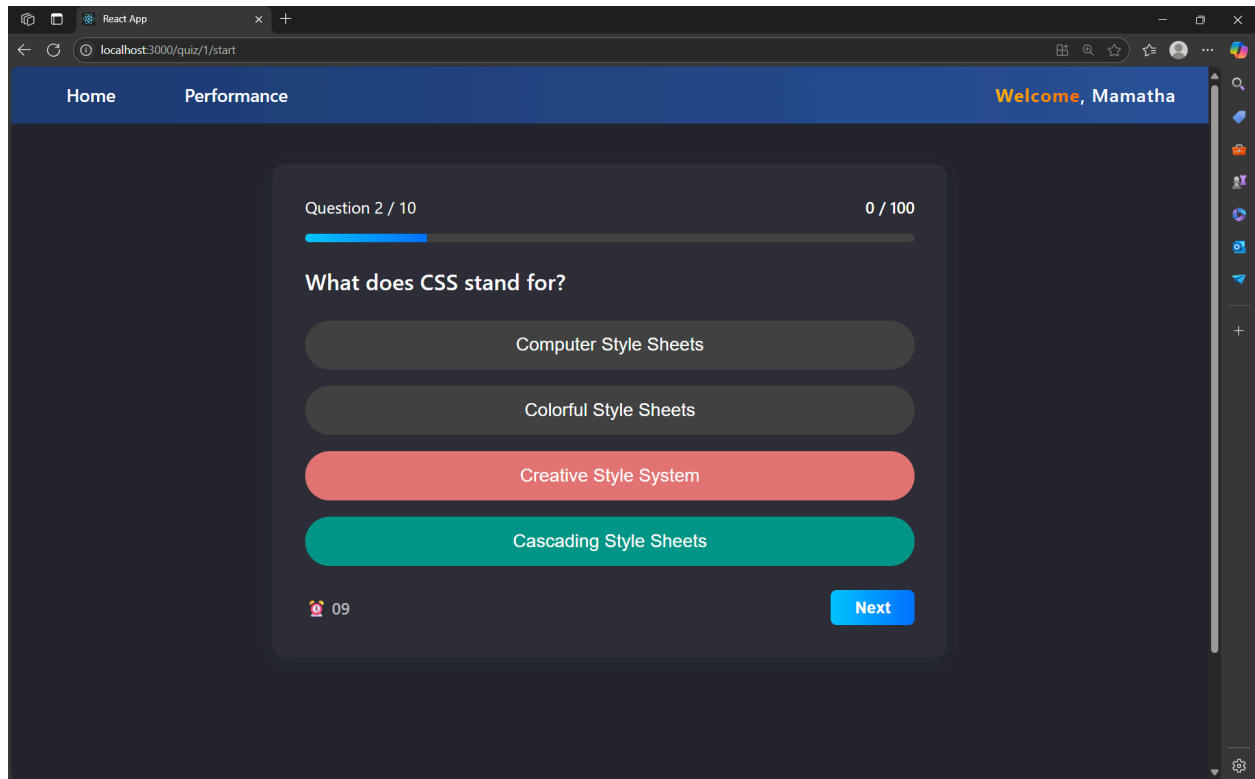 React App
localhost:3000/quiz/1/start
Home Performance Welcome, Mamatha
Question 2 / 10 0 / 100
What does CSS stand for?
Computer Style Sheets
Colorful Style Sheets
Creative Style System
Cascading Style Sheets
09 Next